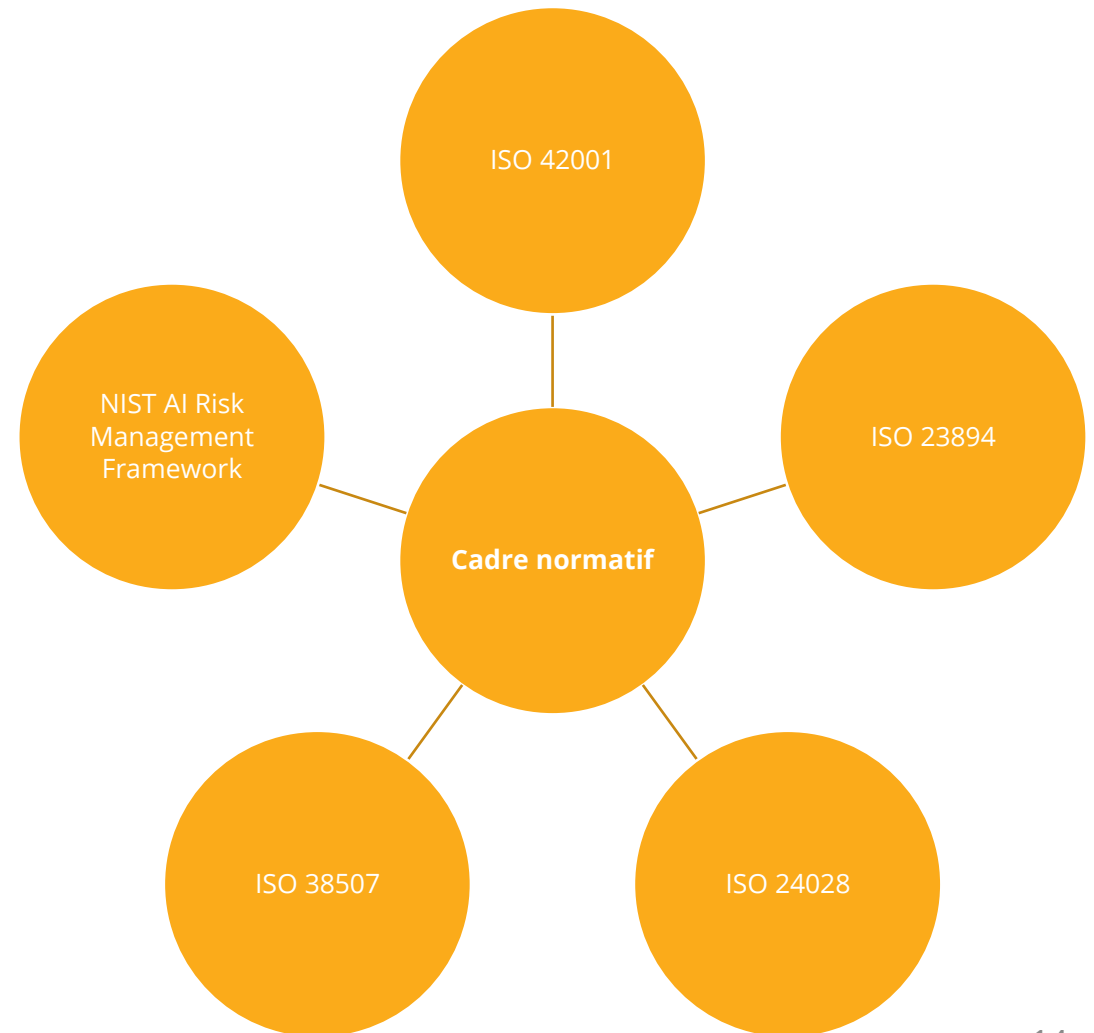 ISO 42001
NIST AI Risk
Management
Framework
ISO 23894
Cadre normatif
ISO 38507
ISO 24028